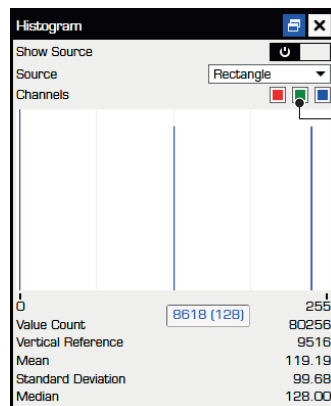 Histogram
Show Source
Source Rectangle
Channels
0 255
8618 (128)
Value Count 80256
Vertical Reference 9516
Mean 119.19
Standard Deviation 99.68
Median 128.00